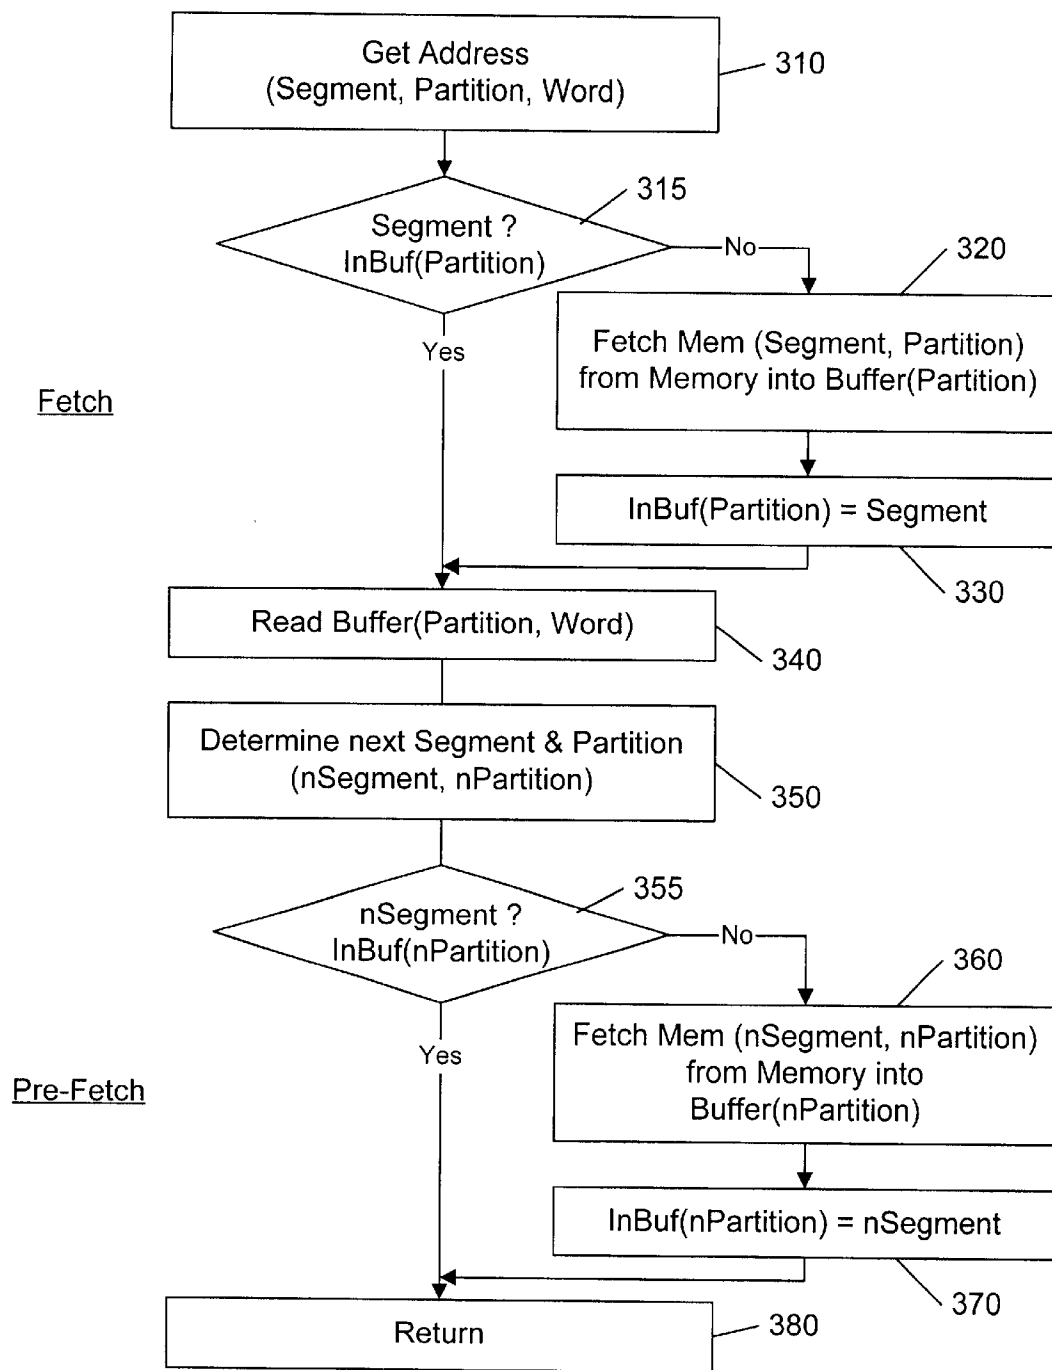 Get Address
(Segment, Partition, Word)
310
Segment ?
InBuf(Partition)
315
No
Yes
320
Fetch Mem (Segment, Partition)
from Memory into Buffer(Partition)
Fetch
InBuf(Partition) = Segment
330
Read Buffer(Partition, Word)
340
Determine next Segment & Partition
(nSegment, nPartition)
350
nSegment ?
InBuf(nPartition)
355
No
Yes
360
Fetch Mem (nSegment, nPartition)
from Memory into
Buffer(nPartition)
Pre-Fetch
InBuf(nPartition) = nSegment
370
Return
380